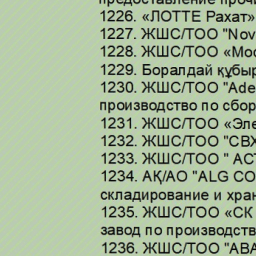 предоставление проч
1226. «ЛОТТЕ Рахат»
1227. ЖШС/ТОО "Nov
1228. ЖШС/ТОО «Мос
1229. Боралдай құбыр
1230. ЖШС/ТОО "Ade
производство по сбор
1231. ЖШС/ТОО «Эле
1232. ЖШС/ТОО "СВХ
1233. ЖШС/ТОО " АСТ
1234. АҚ/АО "ALG CO
складирование и хран
1235. ЖШС/ТОО «СК
завод по производств
1236. ЖШС/ТОО "АВА